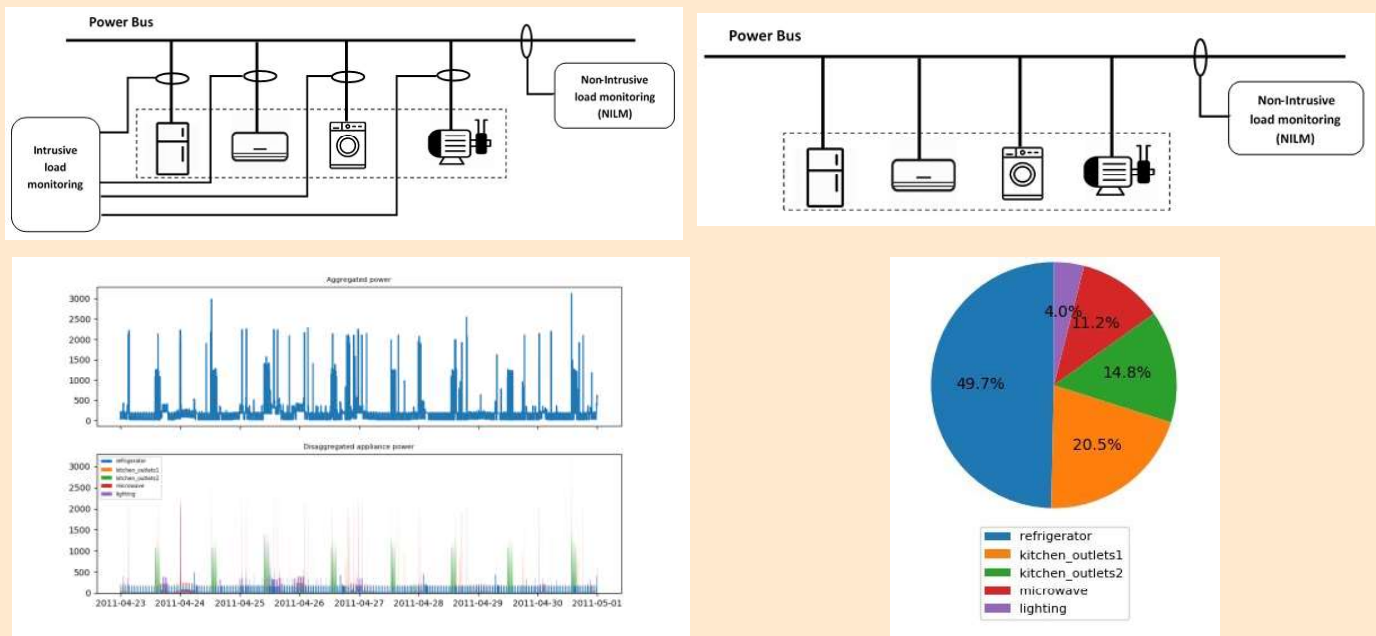 Power Bus
Non-Intrusive
load monitoring
(NILM)
Intrusive
load
monitoring
Power Bus
Non-Intrusive
load monitoring
(NILM)
Aggregated power
3000
2500
2000
1500
1000
500
0
Disaggregated appliance power
3000
2500
2000
1500
1000
500
0
refrigerator
kitchen_outlets1
kitchen_outlets2
microwave
lighting
2011-04-23 2011-04-24 2011-04-25 2011-04-26 2011-04-27 2011-04-28 2011-04-29 2011-04-30 2011-05-01
4.0%
11.2%
49.7%
14.8%
20.5%
refrigerator
kitchen_outlets1
kitchen_outlets2
microwave
lighting